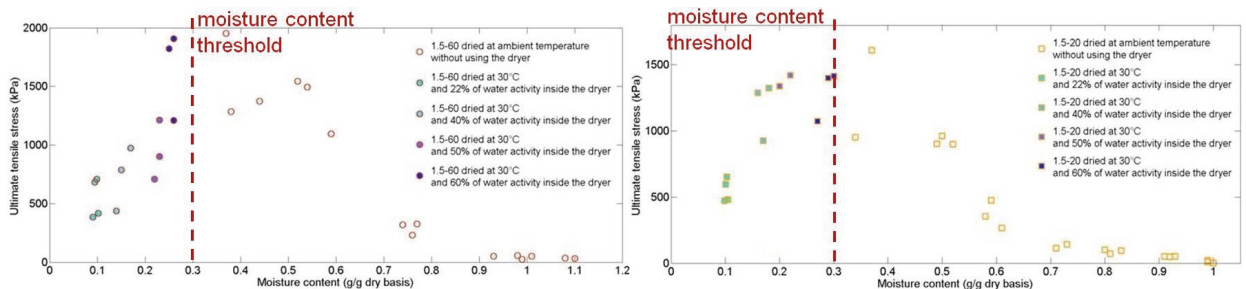 moisture content
threshold
2000
1500
1000
500
0
Ultimate tensile stress (kPa)
0 0.1 0.2 0.3 0.4 0.5 0.6 0.7 0.8 0.9 1 1.1 1.2
Moisture content (g/g dry basis)
1.5-60 dried at ambient temperature
without using the dryer
1.5-60 dried at 30°C
and 22% of water activity inside the dryer
1.5-60 dried at 30°C
and 40% of water activity inside the dryer
1.5-60 dried at 30°C
and 50% of water activity inside the dryer
1.5-60 dried at 30°C
and 60% of water activity inside the dryer
moisture content
threshold
1500
1000
500
0
Ultimate tensile stress (kPa)
0 0.1 0.2 0.3 0.4 0.5 0.6 0.7 0.8 0.9 1
Moisture content (g/g dry basis)
1.5-20 dried at ambient temperature
without using the dryer
1.5-20 dried at 30°C
and 22% of water activity inside the dryer
1.5-20 dried at 30°C
and 40% of water activity inside the dryer
1.5-20 dried at 30°C
and 50% of water activity inside the dryer
1.5-20 dried at 30°C
and 60% of water activity inside the dryer